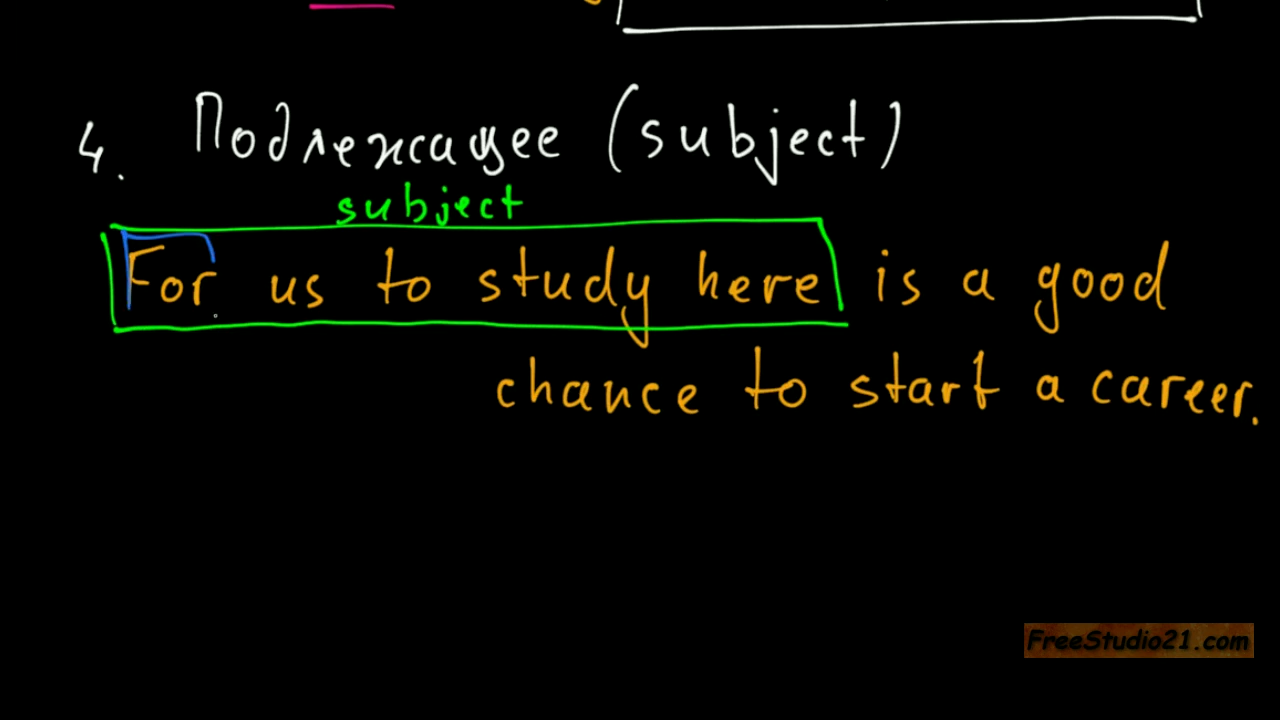 4. Подлежащее (subject)
subject
For us to study here is a good
chance to start a career.
FreeStudio21.com